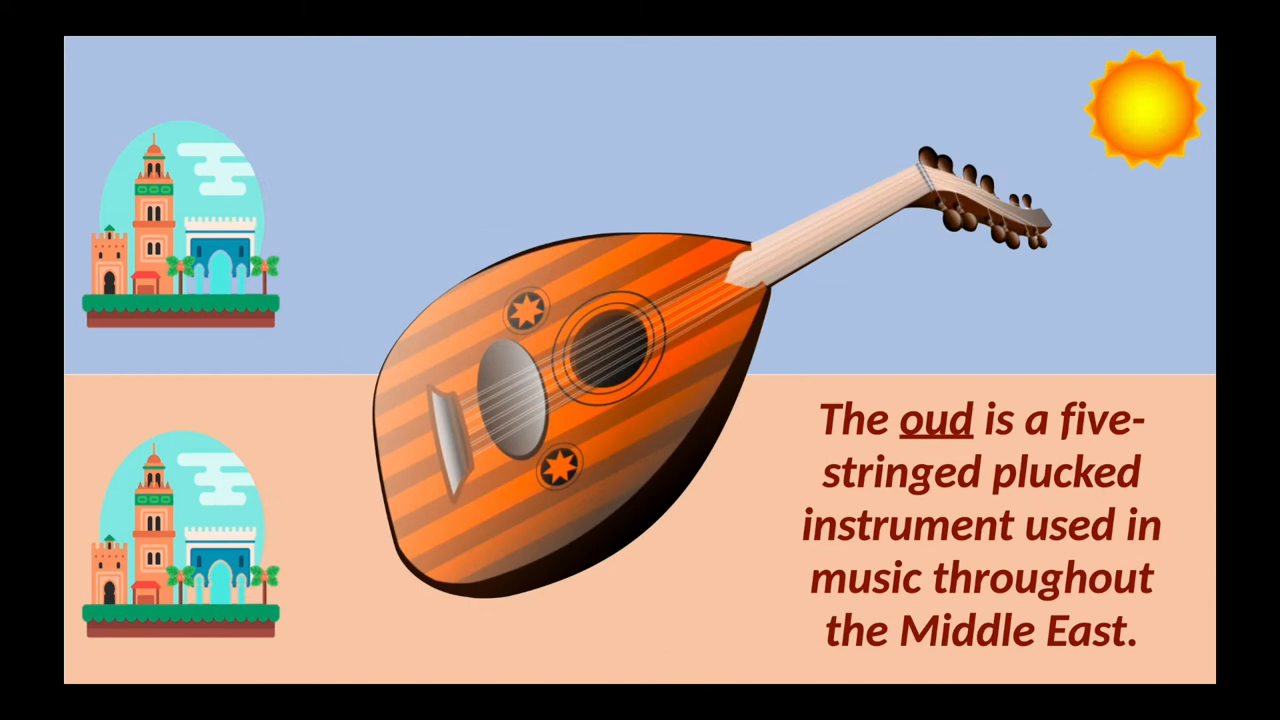 The oud is a five-
stringed plucked
instrument used in
music throughout
the Middle East.